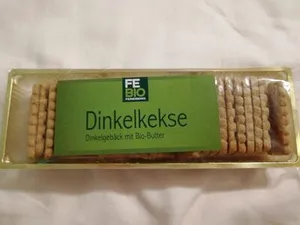 FE
BIO
Dinkelkekse
Dinkelgebäck mit Bio-Butter